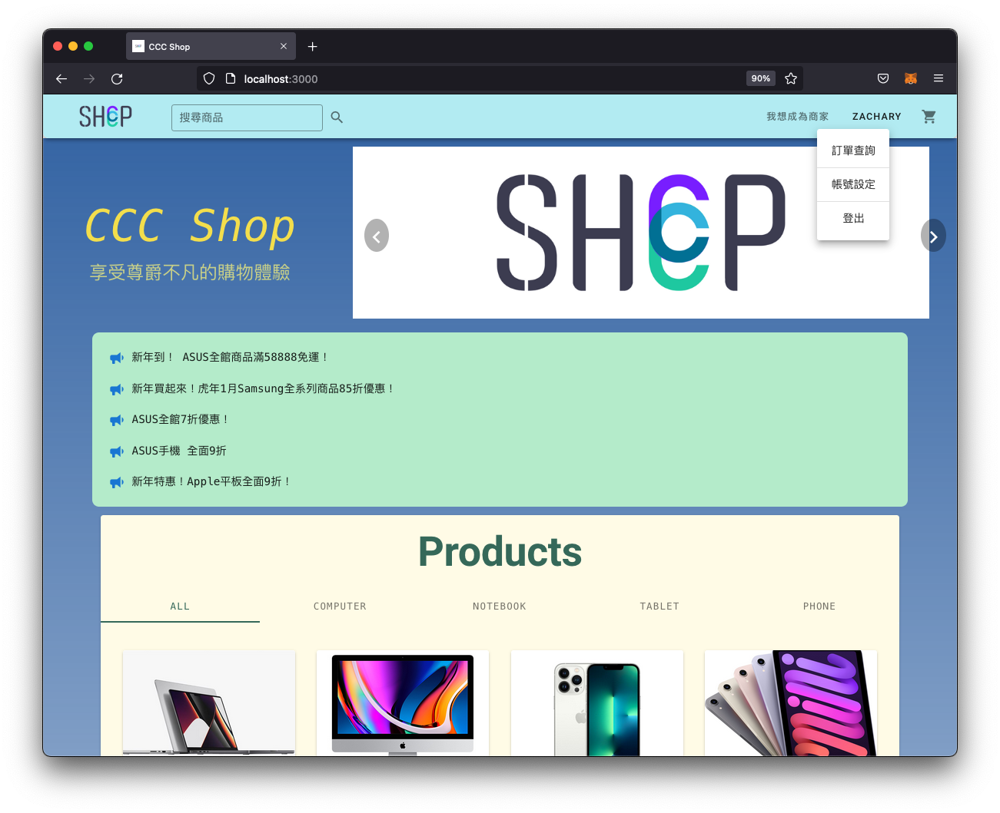 CCC Shop
localhost:3000
90%
SHCP
搜尋商品
我想成為商家
ZACHARY
訂單查詢
帳號設定
登出
CCC Shop
享受尊爵不凡的購物體驗
SHCP
新年到！ ASUS全館商品滿58888免運！
新年買起來！虎年1月Samsung全系列商品85折優惠！
ASUS全館7折優惠！
ASUS手機 全面9折
新年特惠！Apple平板全面9折！
Products
ALL
COMPUTER
NOTEBOOK
TABLET
PHONE